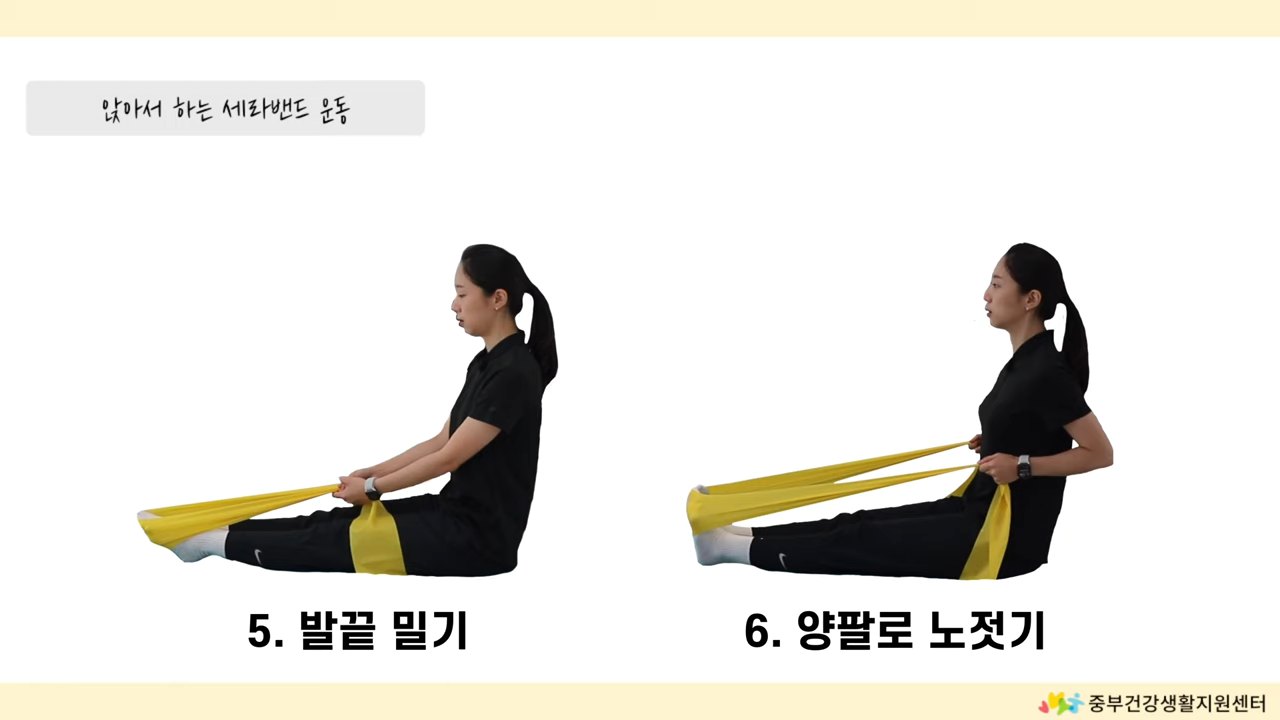 앉아서 하는 세라밴드 운동
5. 발끝 밀기
6. 양팔로 노젓기
중부건강생활지원센터